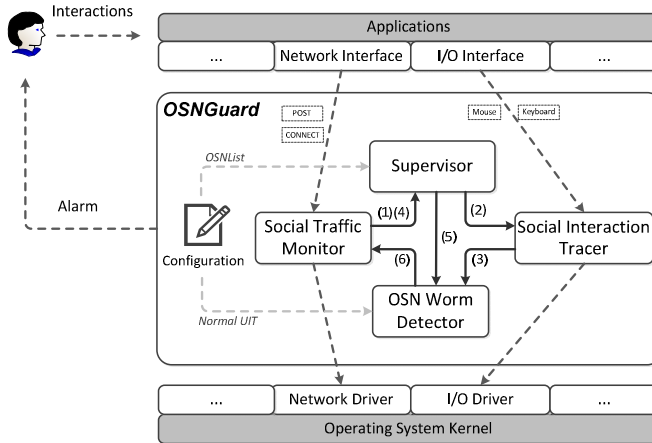 Interactions
Applications
...
Network Interface
I/O Interface
...
OSNGuard
POST
CONNECT
Mouse
Keyboard
OSNList
Supervisor
Alarm
Configuration
Social Traffic
Monitor
(1)(4)
(2)
(5)
(6)
(3)
Social Interaction
Tracer
Normal UIT
OSN Worm
Detector
...
Network Driver
I/O Driver
...
Operating System Kernel